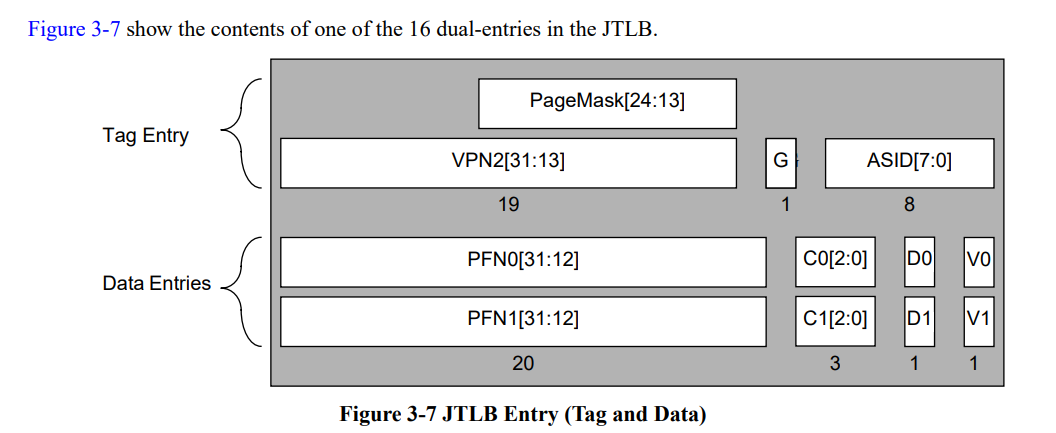 Figure 3-7 show the contents of one of the 16 dual-entries in the JTLB.
PageMask[24:13]
Tag Entry
VPN2[31:13] G ASID[7:0]
19 1 8
PFN0[31:12] C0[2:0] D0 V0
Data Entries
PFN1[31:12] C1[2:0] D1 V1
20 3 1 1
Figure 3-7 JTLB Entry (Tag and Data)